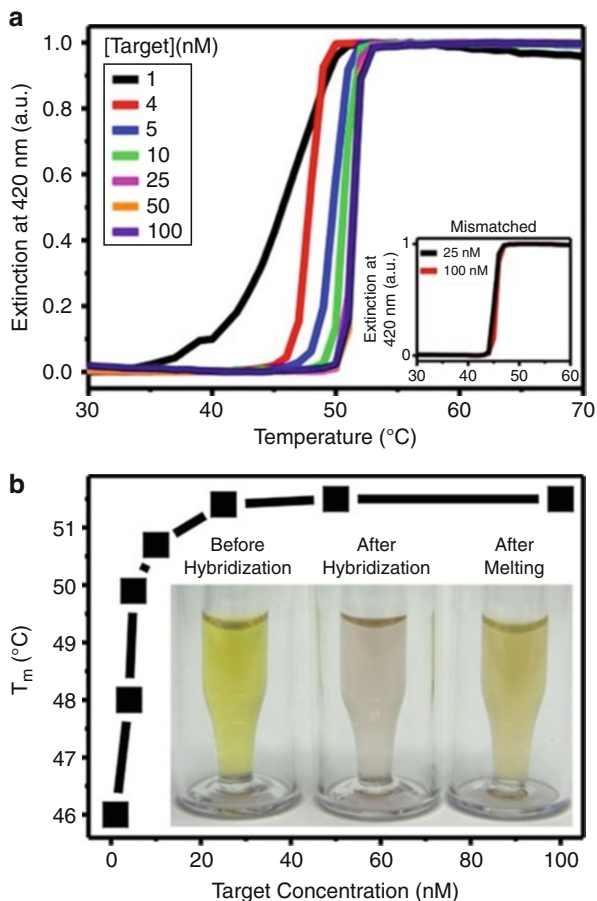 a
1.0
0.8
0.6
0.4
0.2
0.0
Extinction at 420 nm (a.u.)
[Target](nM)
1
4
5
10
25
50
100
Mismatched
25 nM
100 nM
1
0
Extinction at
420 nm (a.u.)
30
40
50
60
30
40
50
60
70
Temperature (°C)
b
51
50
49
48
47
46
Tm (°C)
Before
Hybridization
After
Hybridization
After
Melting
0
20
40
60
80
100
Target Concentration (nM)